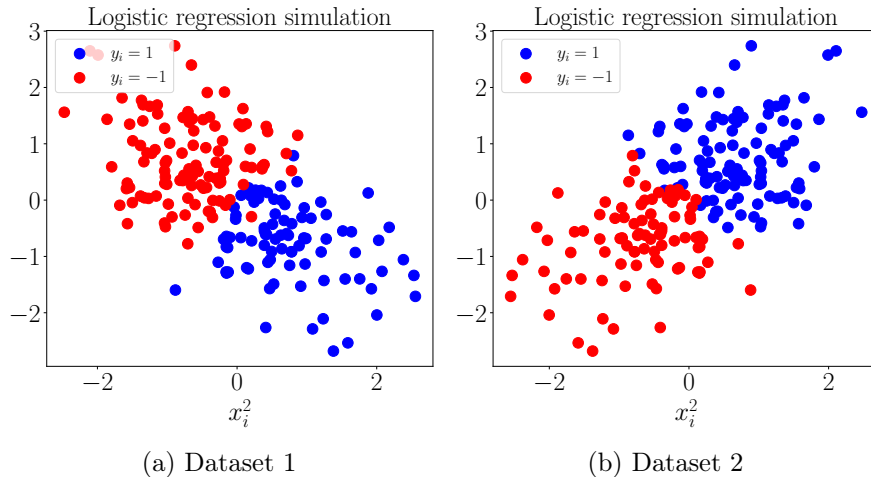 Logistic regression simulation
y_i = 1
y_i = −1
3
2
1
0
−1
−2
−2
0
2
x_i^2
(a) Dataset 1
Logistic regression simulation
y_i = 1
y_i = −1
3
2
1
0
−1
−2
−2
0
2
x_i^2
(b) Dataset 2